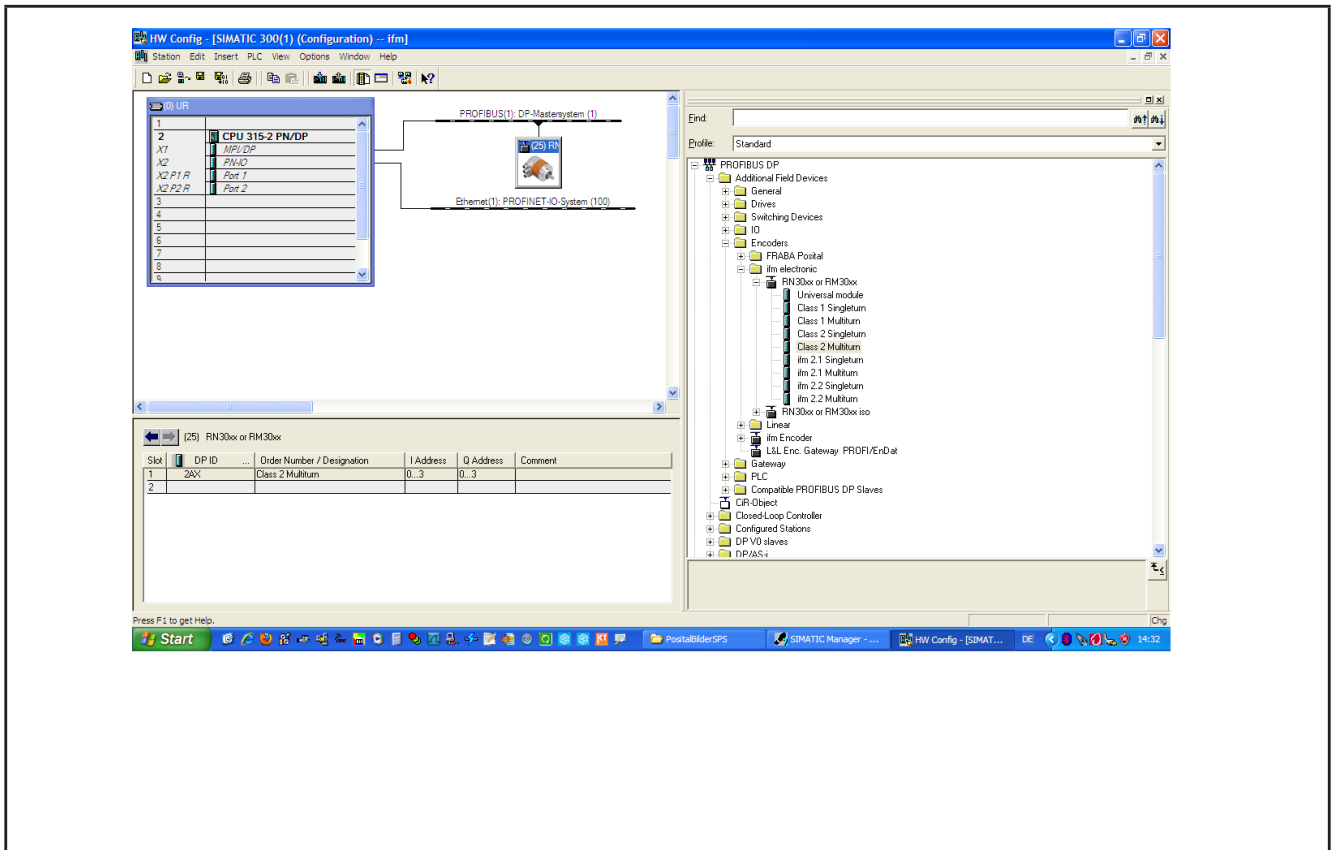 HW Config - [SIMATIC 300(1) (Configuration) -- ifm]
Station Edit Insert PLC View Options Window Help
(0) UR
1
2 CPU 315-2 PN/DP
X1 MPI/DP
X2 PN-IO
X2 P1 R Port 1
X2 P2 R Port 2
3
4
5
6
7
8
9
PROFIBUS(1): DP-Mastersystem (1)
(25) RN
Ethernet(1): PROFINET-IO-System (100)
(25) RN30xx or RM30xx
Slot DP ID ... Order Number / Designation I Address Q Address Comment
1 2AX Class 2 Multiturn 0...3 0...3
2
Find:
Profile: Standard
PROFIBUS DP
Additional Field Devices
General
Drives
Switching Devices
IO
Encoders
FRABA Posital
ifm electronic
RN30xx or RM30xx
Universal module
Class 1 Singleturn
Class 1 Multiturn
Class 2 Singleturn
Class 2 Multiturn
ifm 2.1 Singleturn
ifm 2.1 Multiturn
ifm 2.2 Singleturn
ifm 2.2 Multiturn
RN30xx or RM30xx iso
Linear
ifm Encoder
L&L Enc. Gateway PROFI/EnDat
Gateway
PLC
Compatible PROFIBUS DP Slaves
CiR-Object
Closed-Loop Controller
Configured Stations
DP V0 slaves
DP/AS-i
Press F1 to get Help.
Chg
Start
PositalBilderSPS
SIMATIC Manager - ...
HW Config - [SIMAT...
DE
14:32